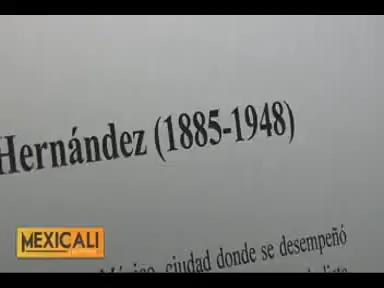 Hernández (1885-1948)
México, ciudad donde se desempeñó
MEXICALI